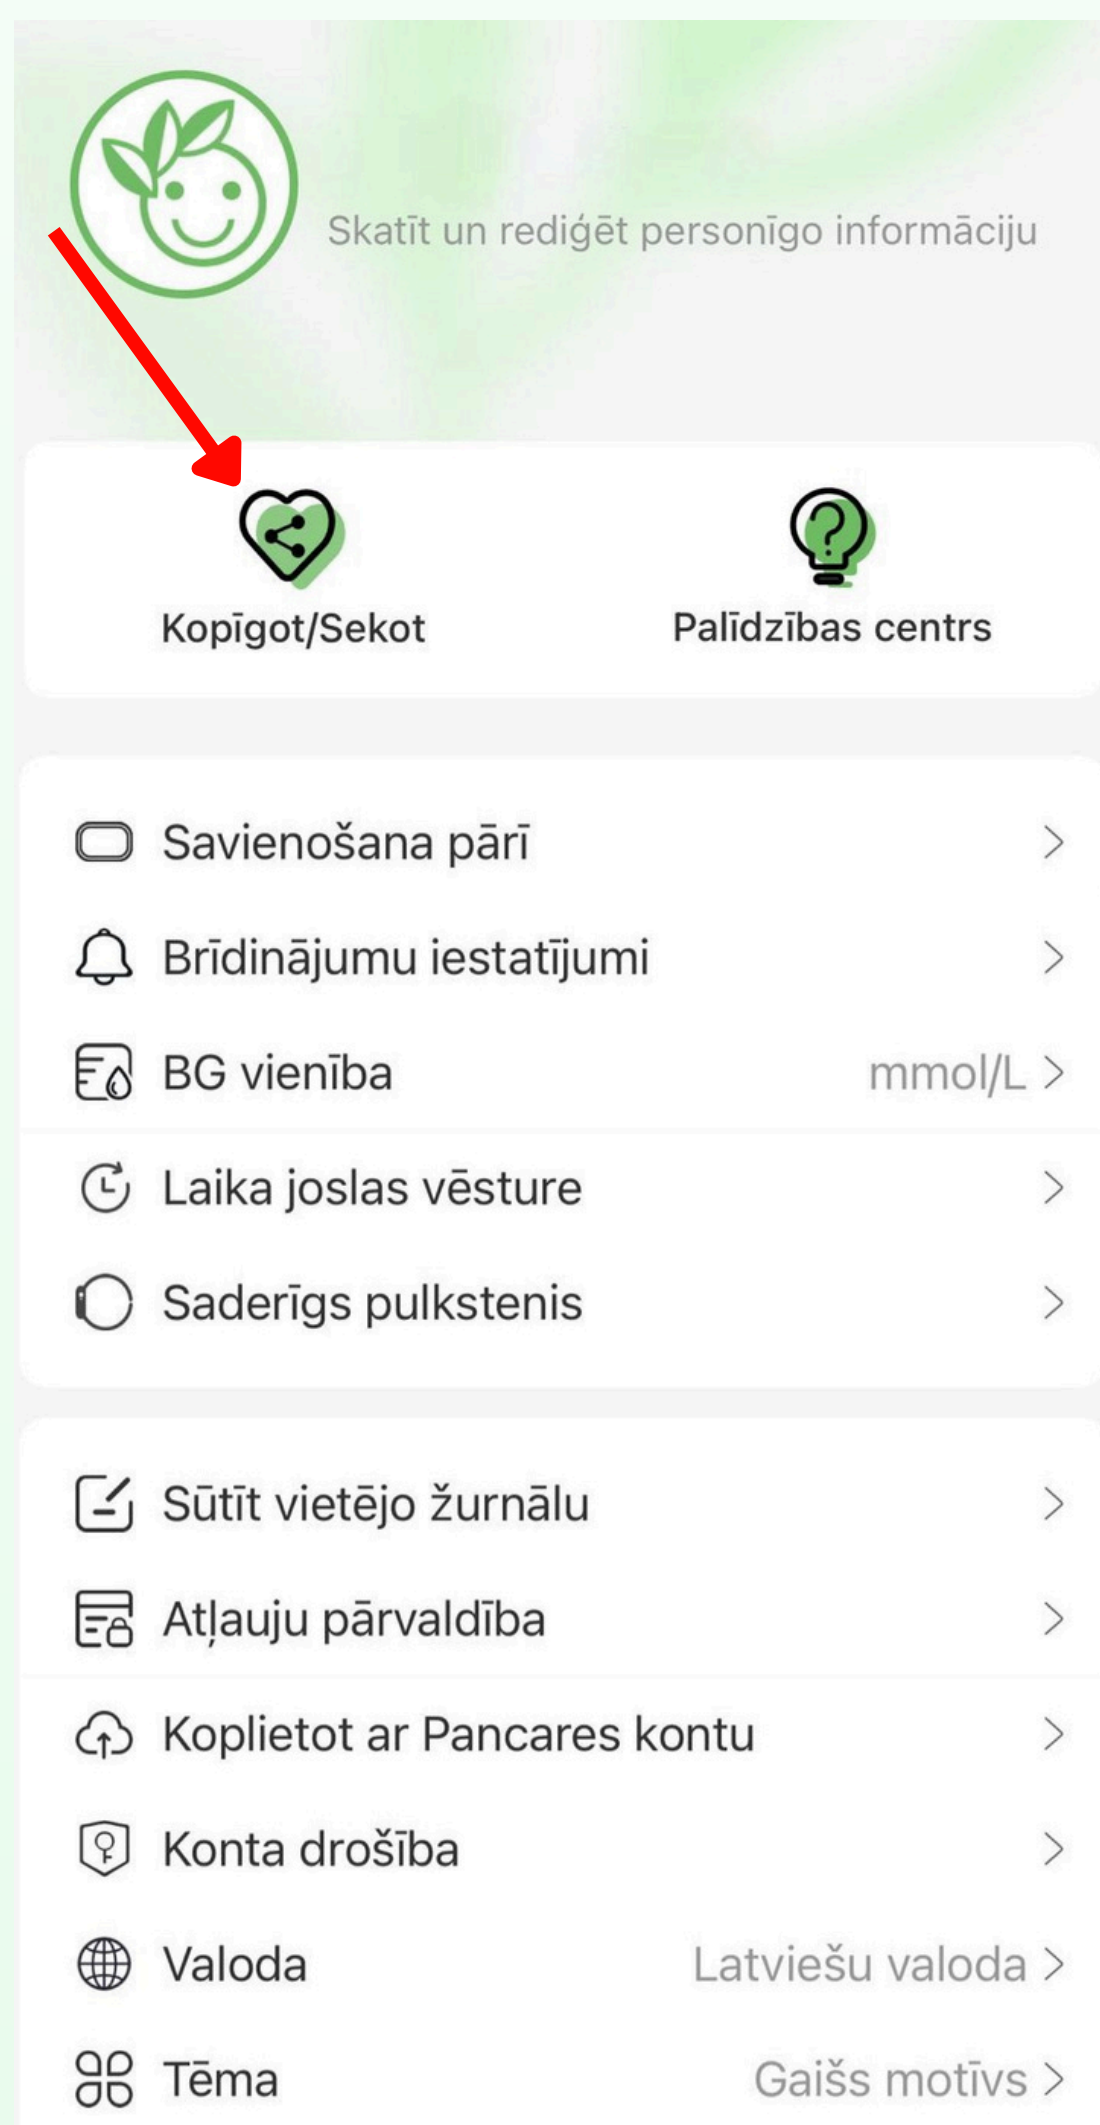 Skatīt un rediģēt personīgo informāciju
Kopīgot/Sekot
Palīdzības centrs
Savienošana pārī
Brīdinājumu iestatījumi
BG vienība mmol/L
Laika joslas vēsture
Saderīgs pulkstenis
Sūtīt vietējo žurnālu
Atļauju pārvaldība
Koplietot ar Pancares kontu
Konta drošība
Valoda Latviešu valoda
Tēma Gaišs motīvs